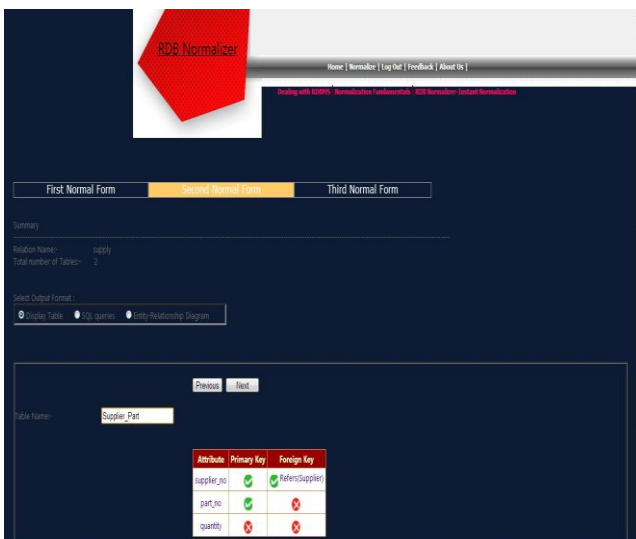 RDB Normalizer
Home | Normalize | Log Out | Feedback | About Us |
Dealing with RDBMS | Normalization Fundamentals | RDB Normalizer-Instant Normalization
First Normal Form Second Normal Form Third Normal Form
Summary
Relation Name:- supply
Total number of Tables:- 2
Select Output Format :
Display Table SQL queries Entity-Relationship Diagram
Previous Next
Table Name:- Supplier_Part
Attribute Primary Key Foreign Key
supplier_no Refers(Supplier)
part_no
quantity